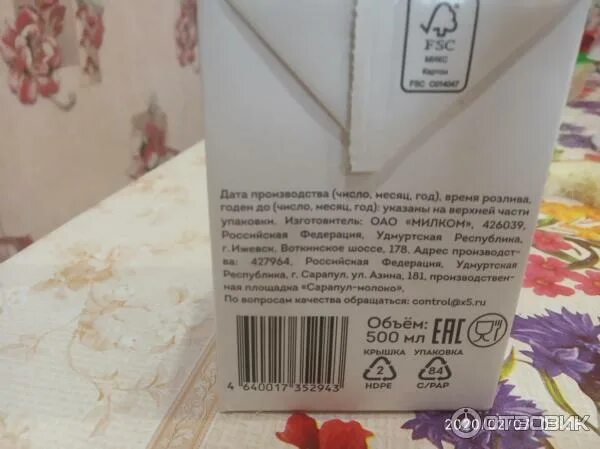 FSC
МИКС
Картон
FSC C014047
Дата производства (число, месяц, год), время розлива,
годен до (число, месяц, год): указаны на верхней части
упаковки. Изготовитель: ОАО «МИЛКОМ», 426039,
Российская Федерация, Удмуртская Республика,
г.Ижевск, Воткинское шоссе, 178. Адрес производст-
ва: 427964, Российская Федерация, Удмуртская
Республика, г. Сарапул, ул. Азина, 181, производствен-
ная площадка «Сарапул-молоко».
По вопросам качества обращаться: control@x5.ru
Объём:
500 мл
EAC
КРЫШКА УПАКОВКА
2 84
HDPE C/PAP
4 640017 352943
ОТЗОВИК